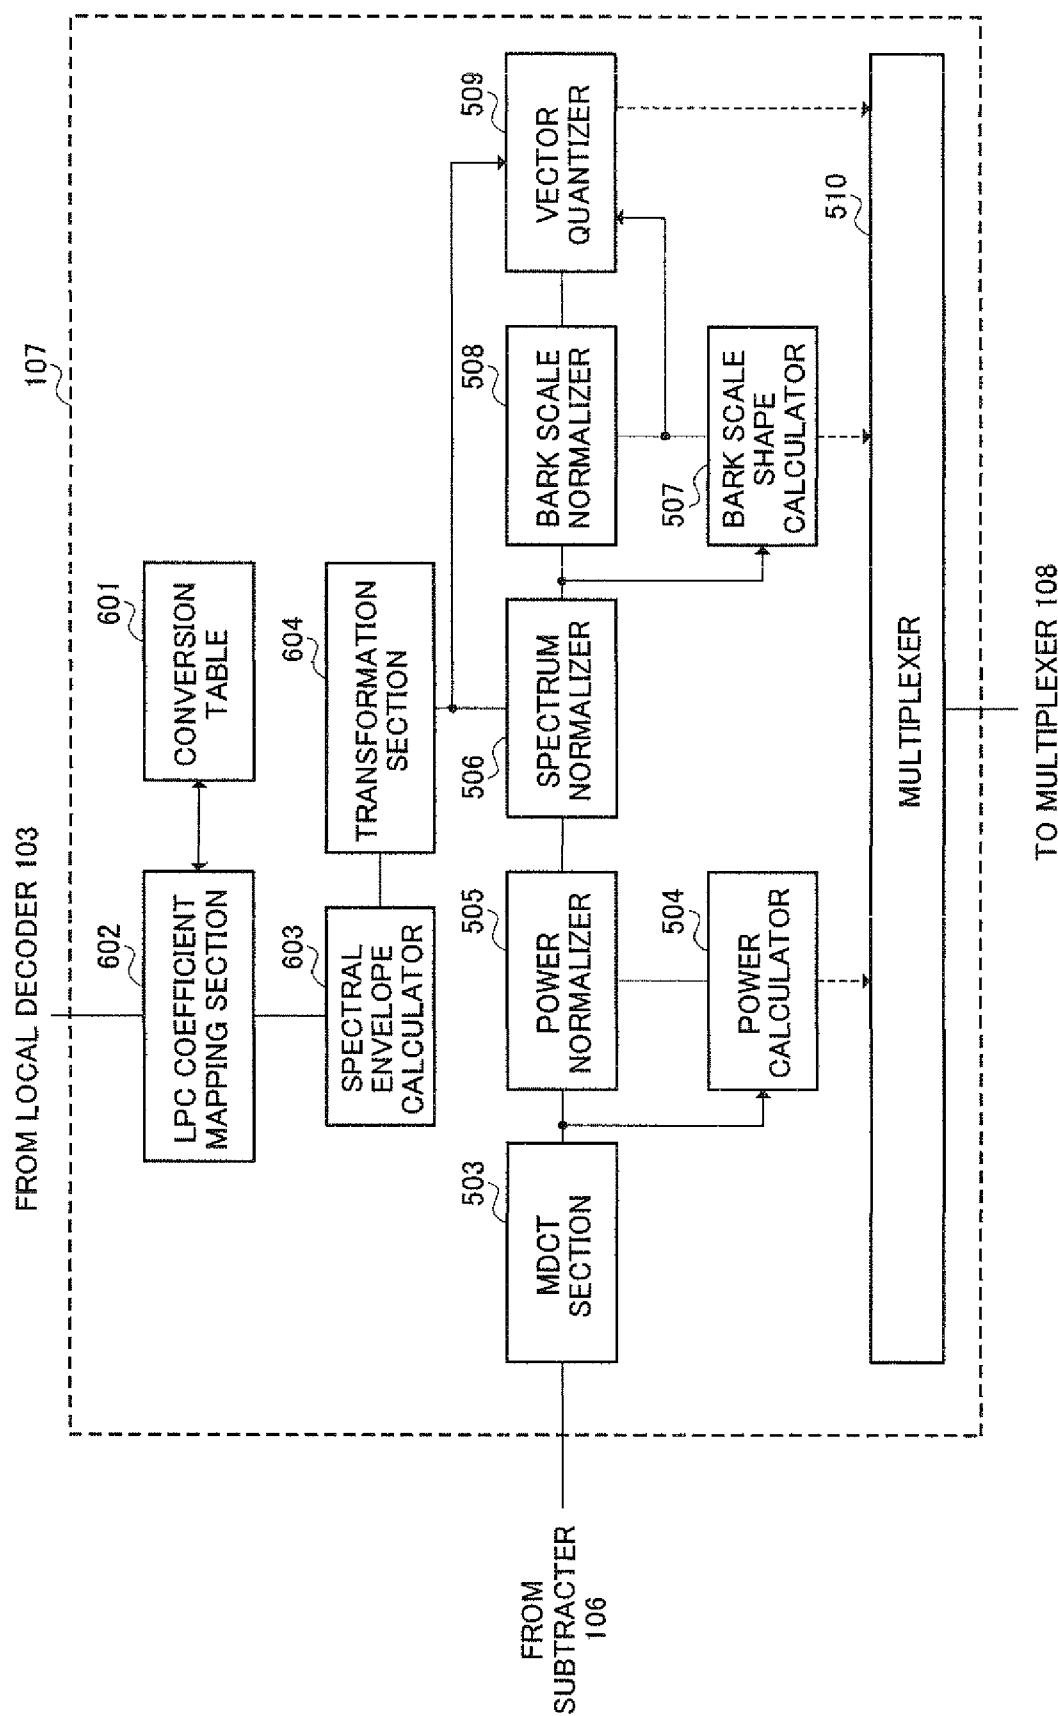 FROM LOCAL DECODER 103
107
602
LPC COEFFICIENT
MAPPING SECTION
601
CONVERSION
TABLE
603
SPECTRAL
ENVELOPE
CALCULATOR
604
TRANSFORMATION
SECTION
FROM
SUBTRACTER
106
503
MDCT
SECTION
505
POWER
NORMALIZER
506
SPECTRUM
NORMALIZER
508
BARK SCALE
NORMALIZER
509
VECTOR
QUANTIZER
504
POWER
CALCULATOR
507
BARK SCALE
SHAPE
CALCULATOR
510
MULTIPLEXER
TO MULTIPLEXER 108